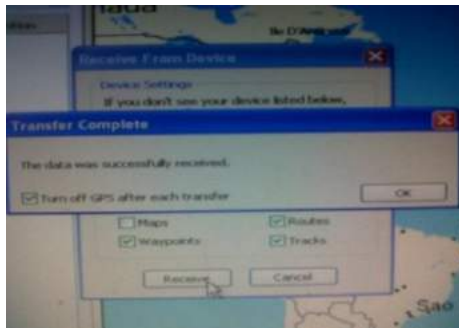 Receive From Device
Device Settings
If you don't see your device listed below,
Transfer Complete
The data was successfully received.
Turn off GPS after each transfer
OK
Maps
Routes
Waypoints
Tracks
Receive
Cancel
Sao